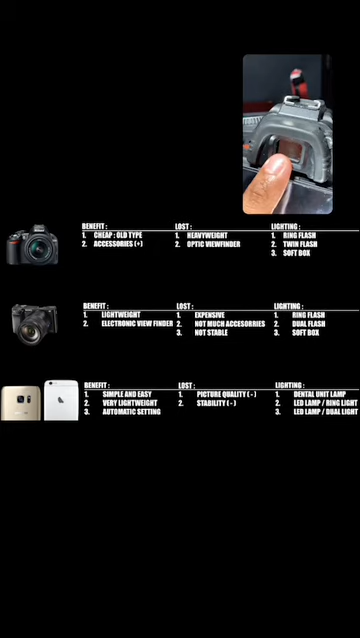 BENEFIT :
1. CHEAP : OLD TYPE
2. ACCESSORIES (+)
LOST :
1. HEAVYWEIGHT
2. OPTIC VIEWFINDER
LIGHTING :
1. RING FLASH
2. TWIN FLASH
3. SOFT BOX
BENEFIT :
1. LIGHTWEIGHT
2. ELECTRONIC VIEW FINDER
LOST :
1. EXPENSIVE
2. NOT MUCH ACCESORRIES
3. NOT STABLE
LIGHTING :
1. RING FLASH
2. DUAL FLASH
3. SOFT BOX
BENEFIT :
1. SIMPLE AND EASY
2. VERY LIGHTWEIGHT
3. AUTOMATIC SETTING
LOST :
1. PICTURE QUALITY ( - )
2. STABILITY ( - )
LIGHTING :
1. DENTAL UNIT LAMP
2. LED LAMP / RING LIGHT
3. LED LAMP / DUAL LIGHT